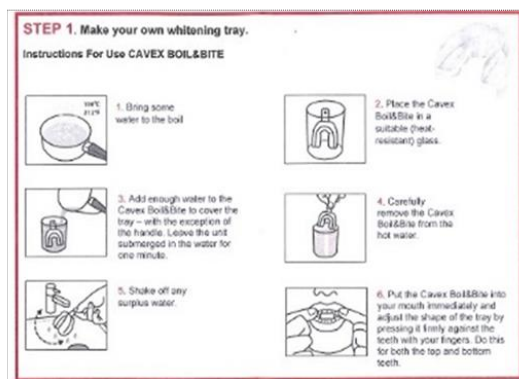 STEP 1. Make your own whitening tray.
Instructions For Use CAVEX BOIL&BITE
100°C
212°F
1. Bring some
water to the boil
2. Place the Cavex
Boil&Bite in a
suitable (heat-
resistant) glass.
3. Add enough water to the
Cavex Boil&Bite to cover the
tray – with the exception of
the handle. Leave the unit
submerged in the water for
one minute.
4. Carefully
remove the Cavex
Boil&Bite from the
hot water.
5. Shake off any
surplus water.
6. Put the Cavex Boil&Bite into
your mouth immediately and
adjust the shape of the tray by
pressing it firmly against the
teeth with your fingers. Do this
for both the top and bottom
teeth.